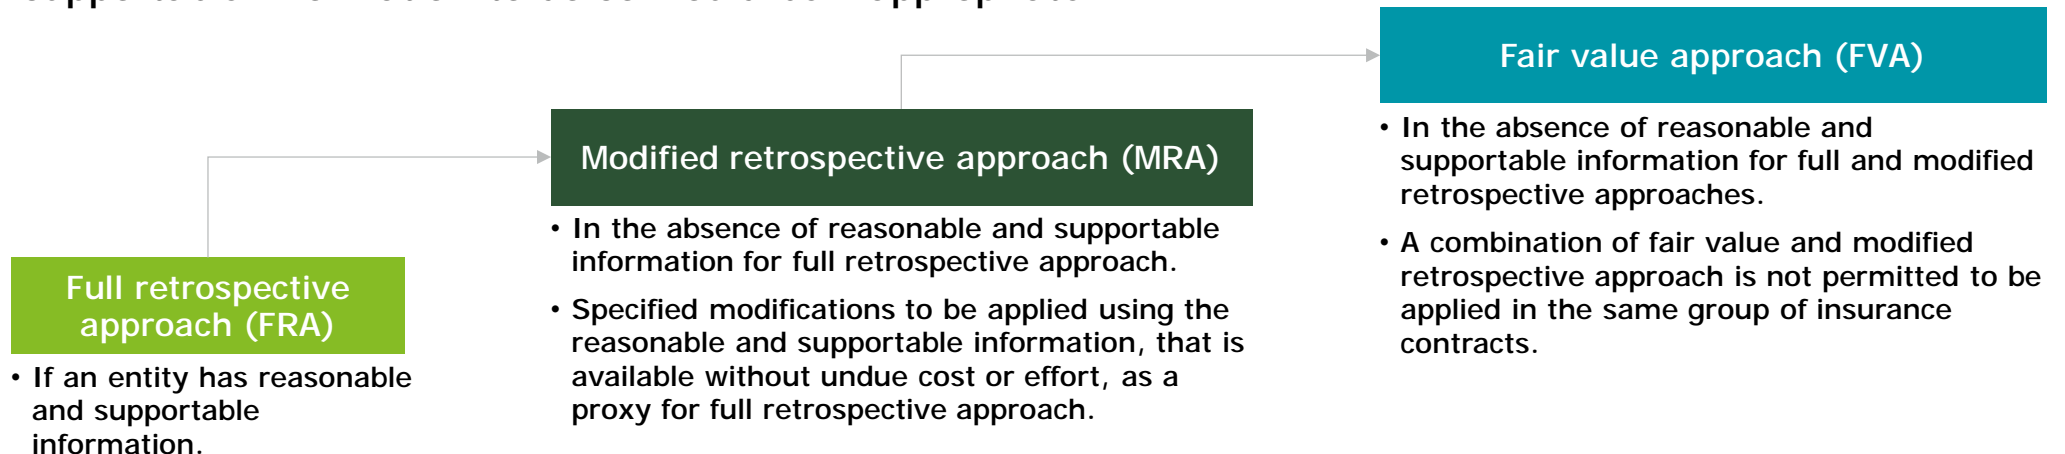 Full retrospective
approach (FRA)
• If an entity has reasonable
and supportable
information.
Modified retrospective approach (MRA)
• In the absence of reasonable and supportable
information for full retrospective approach.
• Specified modifications to be applied using the
reasonable and supportable information, that is
available without undue cost or effort, as a
proxy for full retrospective approach.
Fair value approach (FVA)
• In the absence of reasonable and
supportable information for full and modified
retrospective approaches.
• A combination of fair value and modified
retrospective approach is not permitted to be
applied in the same group of insurance
contracts.